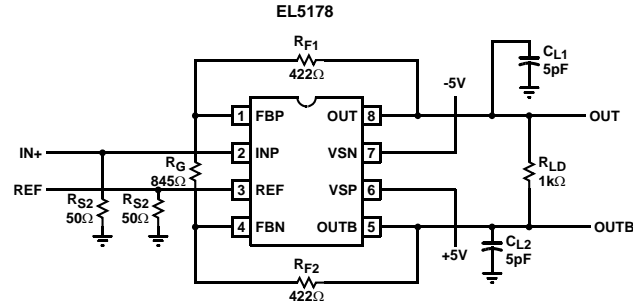 EL5178
RF1
422Ω
CL1
5pF
-5V
1 FBP OUT 8
OUT
IN+
2 INP VSN 7
RG
845Ω
RLD
1kΩ
REF
3 REF VSP 6
RS2
50Ω
RS2
50Ω
4 FBN OUTB 5
OUTB
+5V
CL2
5pF
RF2
422Ω